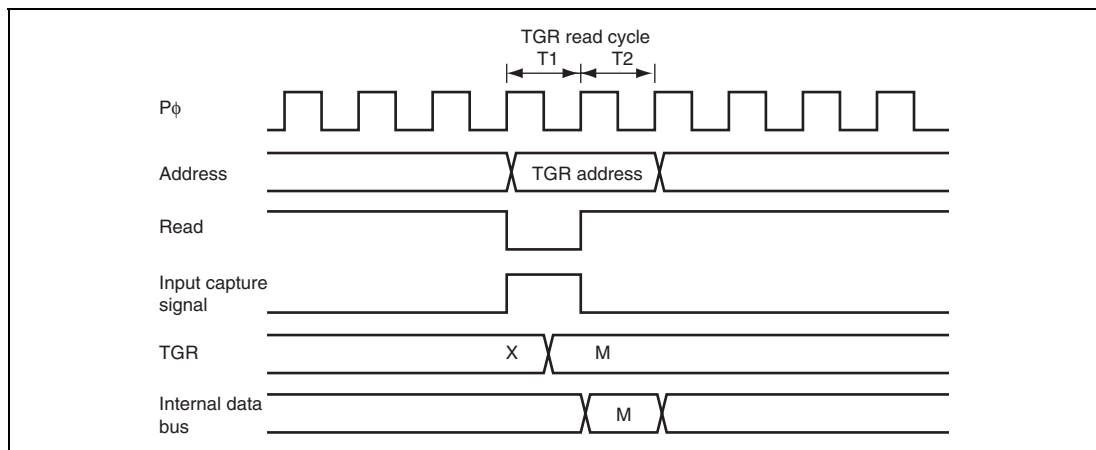 TGR read cycle
T1 T2
Pϕ
Address
TGR address
Read
Input capture
signal
TGR
X M
Internal data
bus
M